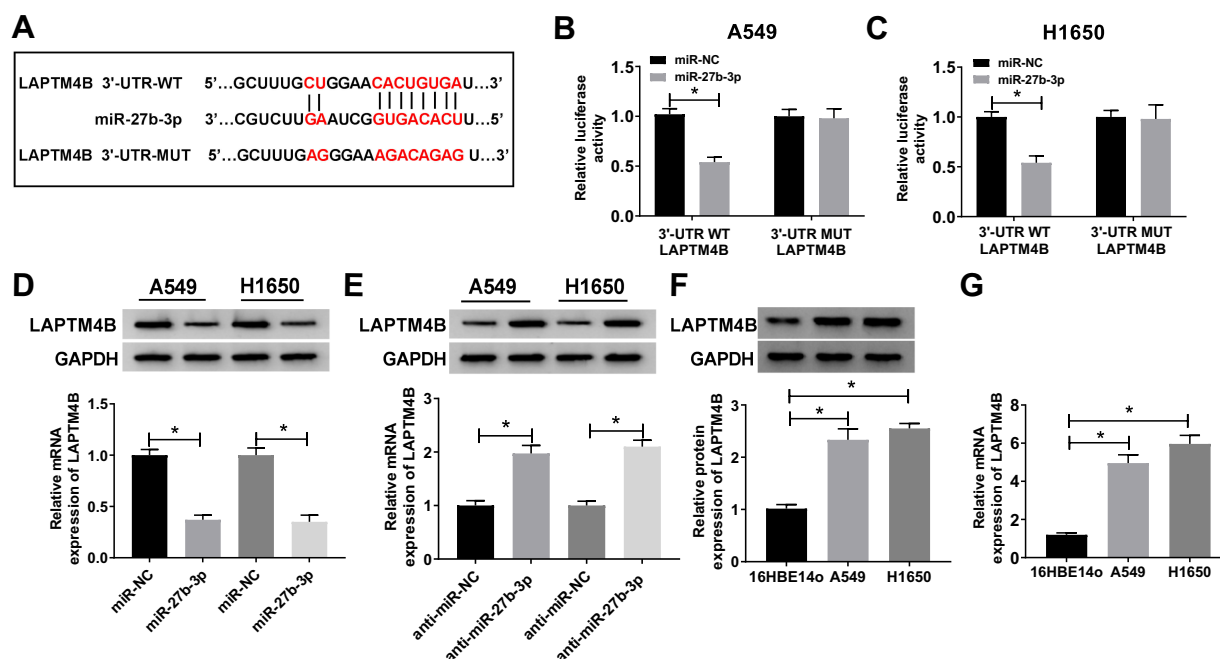 A
LAPTM4B 3'-UTR-WT 5’...GCUUUGCUGGAACACUGUGAU...3’
miR-27b-3p 3’...CGUCUUGAAUCGGUGACACUU...5’
LAPTM4B 3'-UTR-MUT 5’...GCUUUGAGGGAAAGACAGAG U...3’
B
A549
miR-NC
miR-27b-3p
Relative luciferase
activity
1.5
1.0
0.5
0.0
*
3'-UTR WT 3'-UTR MUT
LAPTM4B LAPTM4B
C
H1650
miR-NC
miR-27b-3p
Relative luciferase
activity
1.5
1.0
0.5
0.0
*
3'-UTR WT 3'-UTR MUT
LAPTM4B LAPTM4B
D
A549 H1650
LAPTM4B
GAPDH
Relative mRNA
expression of LAPTM4B
1.5
1.0
0.5
0.0
* *
miR-NC
miR-27b-3p
miR-NC
miR-27b-3p
E
A549 H1650
LAPTM4B
GAPDH
Relative mRNA
expression of LAPTM4B
3
2
1
0
* *
anti-miR-NC
anti-miR-27b-3p
anti-miR-NC
anti-miR-27b-3p
F
LAPTM4B
GAPDH
Relative protein
expression of LAPTM4B
3
2
1
0
*
*
16HBE14o A549 H1650
G
Relative mRNA
expression of LAPTM4B
8
6
4
2
0
*
*
16HBE14o A549 H1650